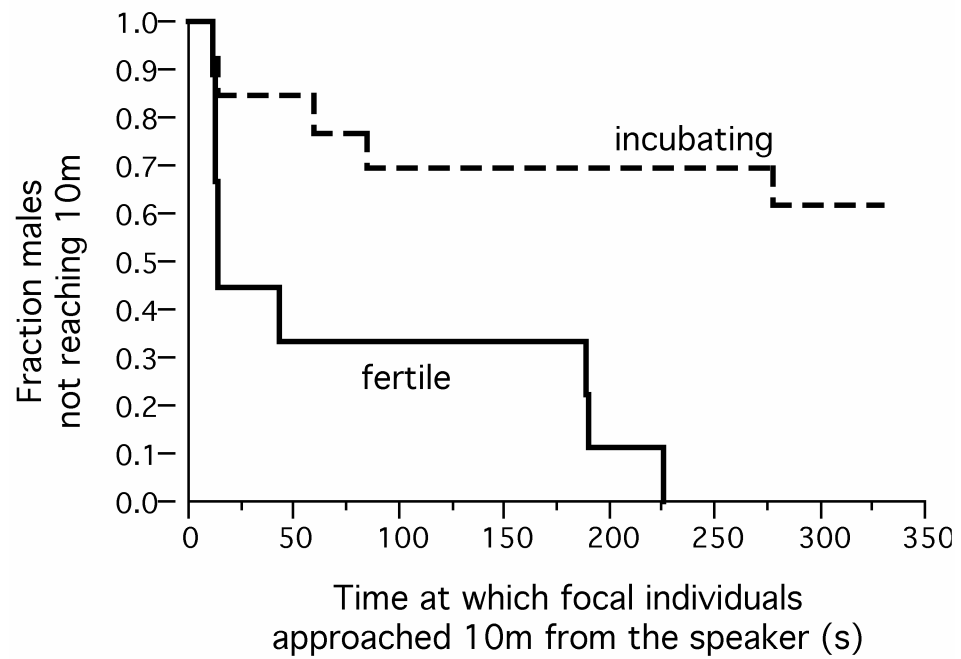 Fraction males
not reaching 10m
1.0
0.9
0.8
0.7
0.6
0.5
0.4
0.3
0.2
0.1
0.0
incubating
fertile
0 50 100 150 200 250 300 350
Time at which focal individuals
approached 10m from the speaker (s)